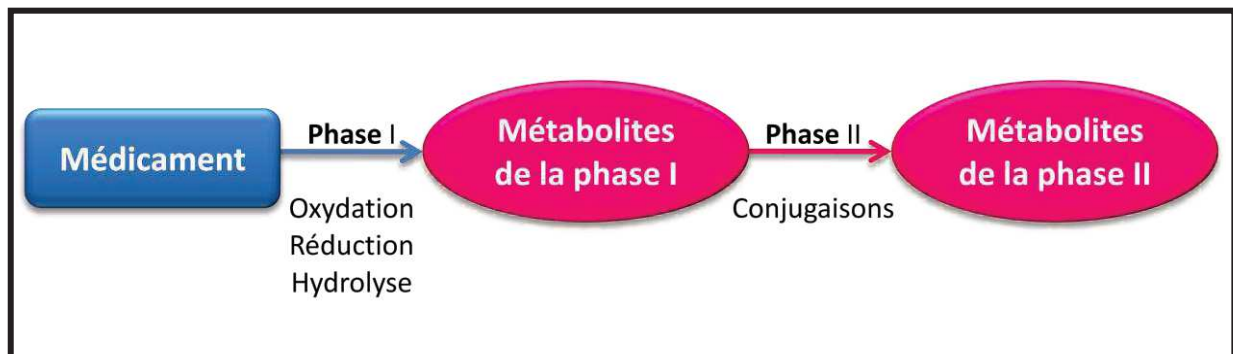 Médicament
Phase I
Oxydation
Réduction
Hydrolyse
Métabolites
de la phase I
Phase II
Conjugaisons
Métabolites
de la phase II